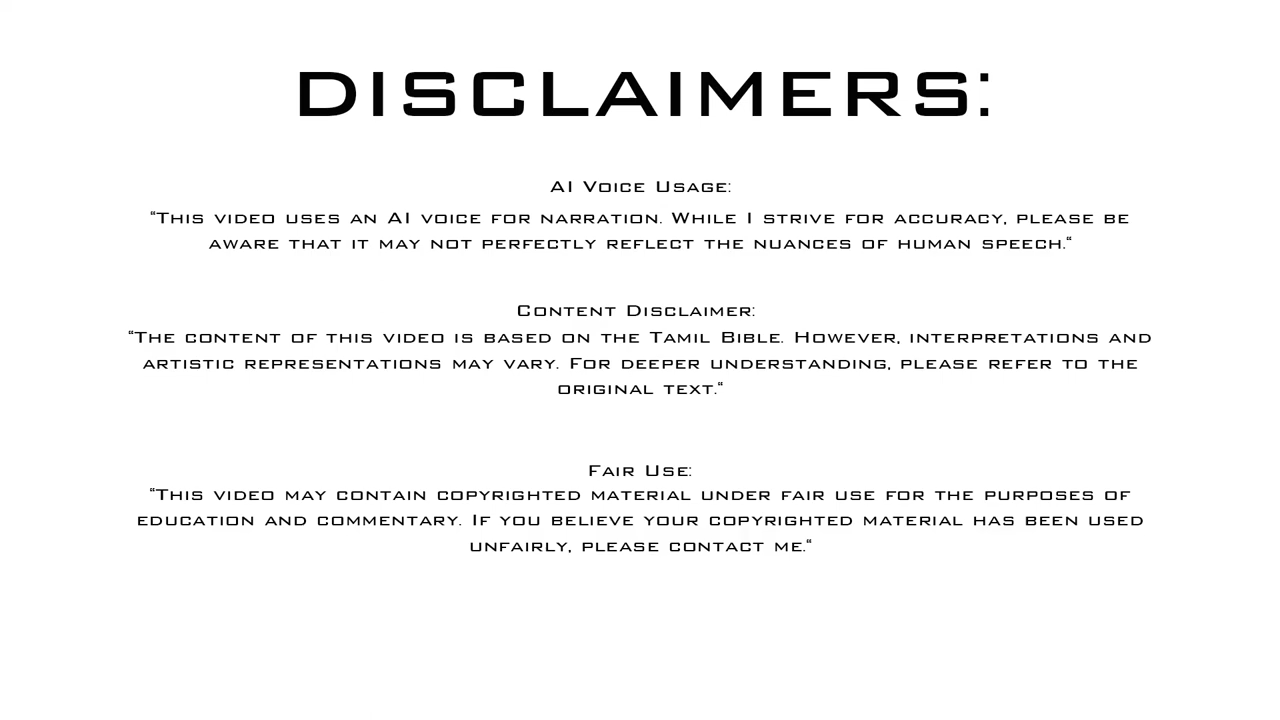 DISCLAIMERS:
AI Voice Usage:
“This video uses an AI voice for narration. While I strive for accuracy, please be
aware that it may not perfectly reflect the nuances of human speech.“
Content Disclaimer:
“The content of this video is based on the Tamil Bible. However, interpretations and
artistic representations may vary. For deeper understanding, please refer to the
original text.“
Fair Use:
“This video may contain copyrighted material under fair use for the purposes of
education and commentary. If you believe your copyrighted material has been used
unfairly, please contact me.“